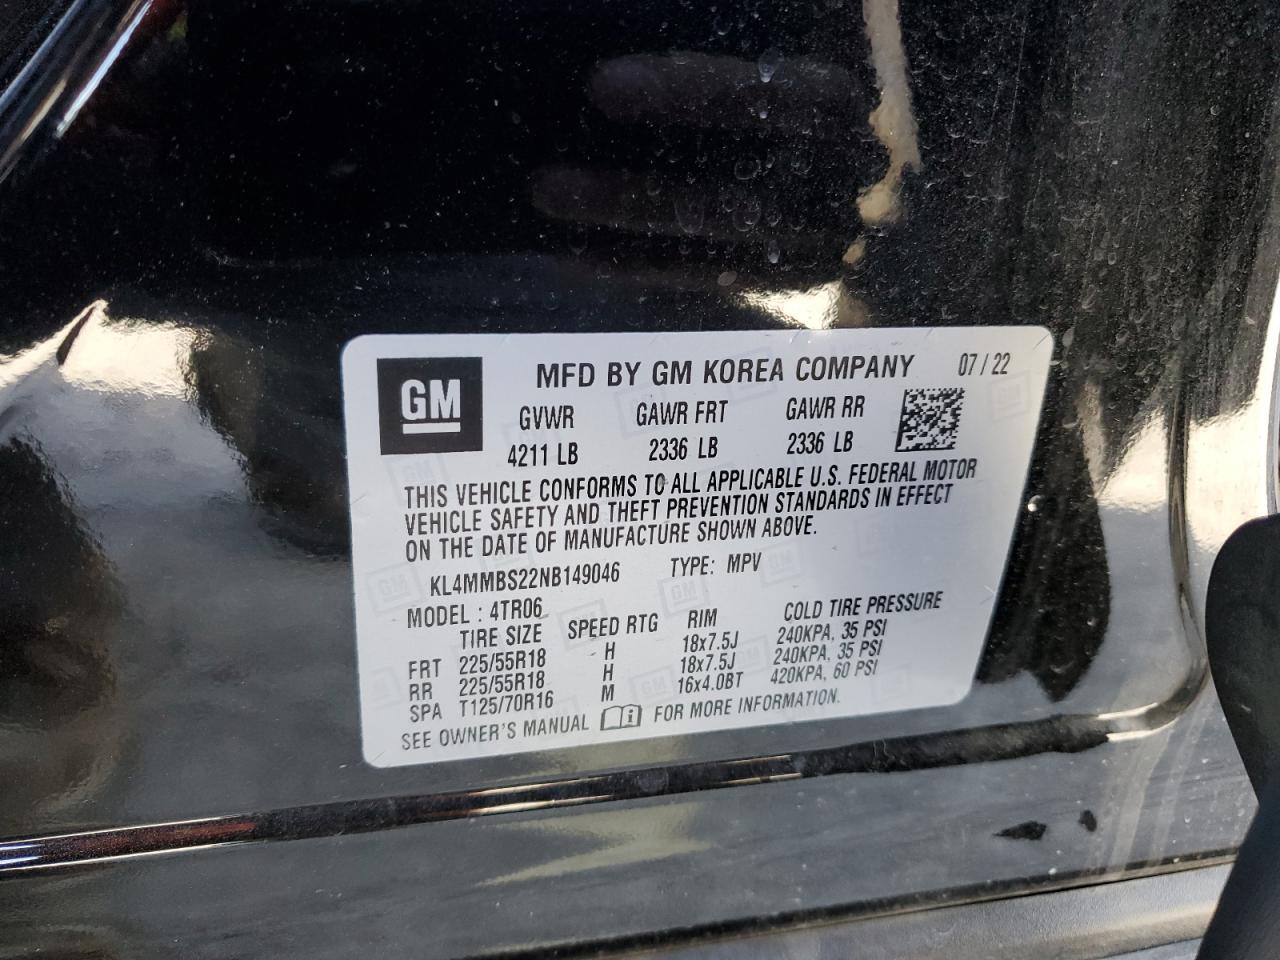 GM
MFD BY GM KOREA COMPANY 07/22
GVWR GAWR FRT GAWR RR
4211 LB 2336 LB 2336 LB
THIS VEHICLE CONFORMS TO ALL APPLICABLE U.S. FEDERAL MOTOR
VEHICLE SAFETY AND THEFT PREVENTION STANDARDS IN EFFECT
ON THE DATE OF MANUFACTURE SHOWN ABOVE.
KL4MMBS22NB149046 TYPE: MPV
MODEL : 4TR06
TIRE SIZE SPEED RTG RIM COLD TIRE PRESSURE
FRT 225/55R18 H 18x7.5J 240KPA, 35 PSI
RR 225/55R18 H 18x7.5J 240KPA, 35 PSI
SPA T125/70R16 M 16x4.0BT 420KPA, 60 PSI
SEE OWNER'S MANUAL FOR MORE INFORMATION.